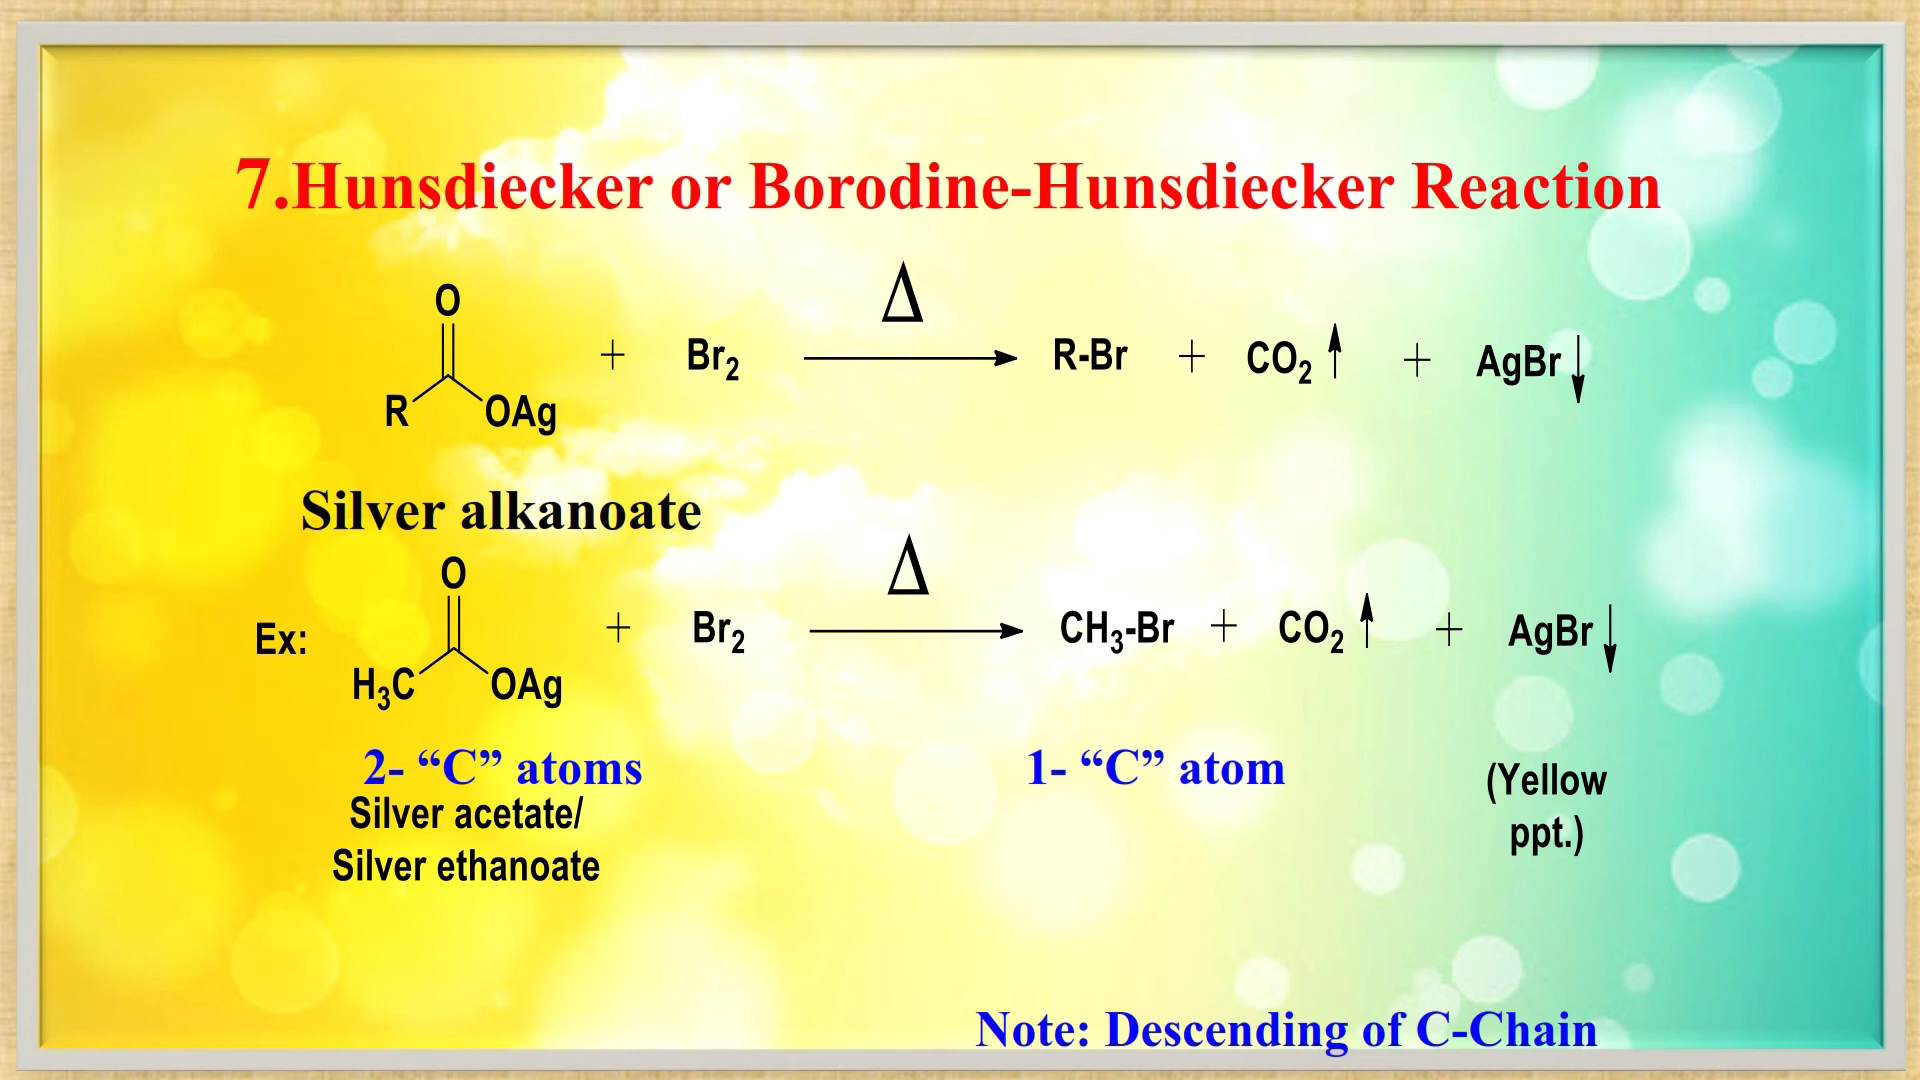 7.Hunsdiecker or Borodine-Hunsdiecker Reaction
Δ
O
R OAg + Br2 R-Br + CO2 ↑ + AgBr ↓
Silver alkanoate
Δ
O
Ex: H3C OAg + Br2 CH3-Br + CO2 ↑ + AgBr ↓
2- “C” atoms 1- “C” atom (Yellow
ppt.)
Silver acetate/
Silver ethanoate
Note: Descending of C-Chain